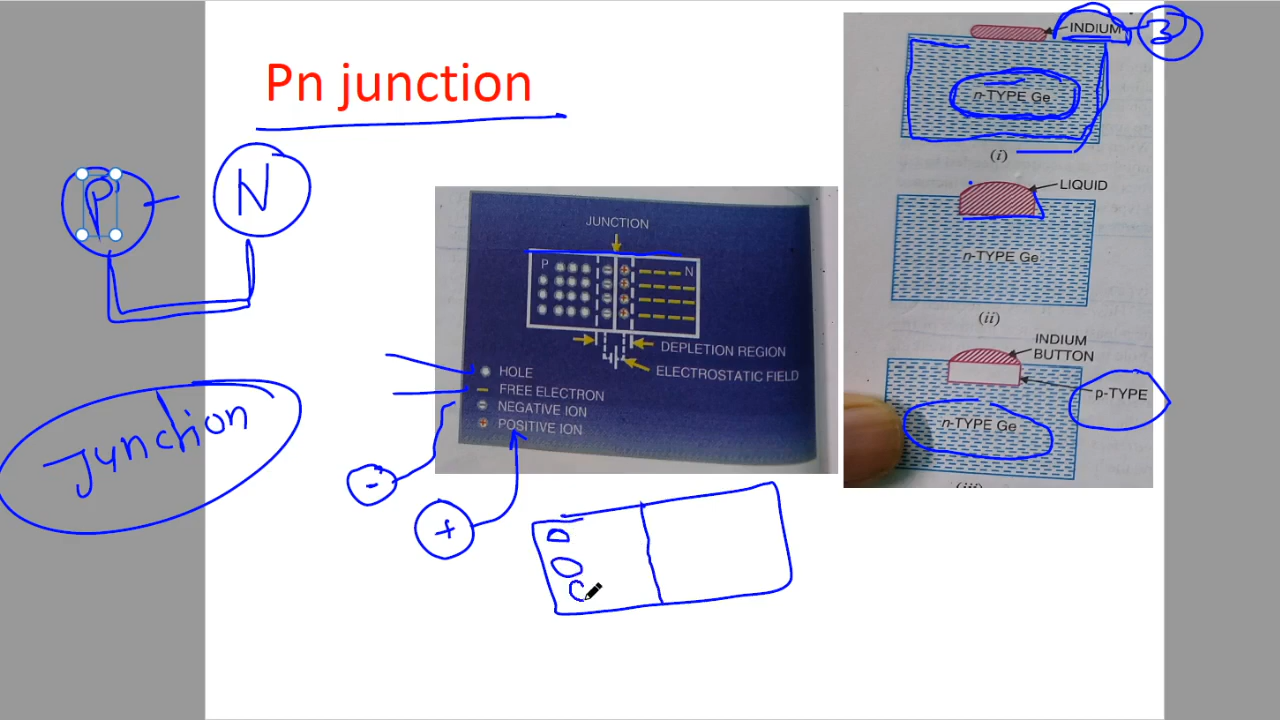 Pn junction
P
N
Junction
JUNCTION
P
N
DEPLETION REGION
ELECTROSTATIC FIELD
HOLE
FREE ELECTRON
NEGATIVE ION
POSITIVE ION
-
+
INDIUM
3
n-TYPE Ge
(i)
LIQUID
n-TYPE Ge
(ii)
INDIUM
BUTTON
p-TYPE
n-TYPE Ge
(iii)